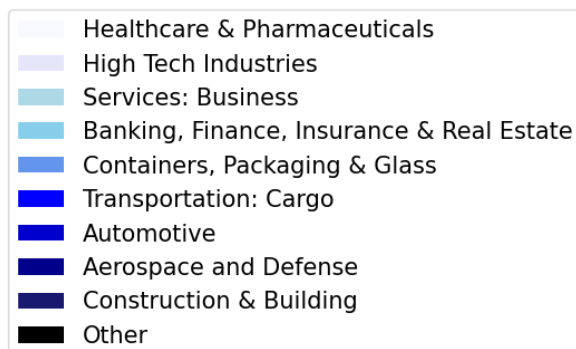 Healthcare & Pharmaceuticals
High Tech Industries
Services: Business
Banking, Finance, Insurance & Real Estate
Containers, Packaging & Glass
Transportation: Cargo
Automotive
Aerospace and Defense
Construction & Building
Other